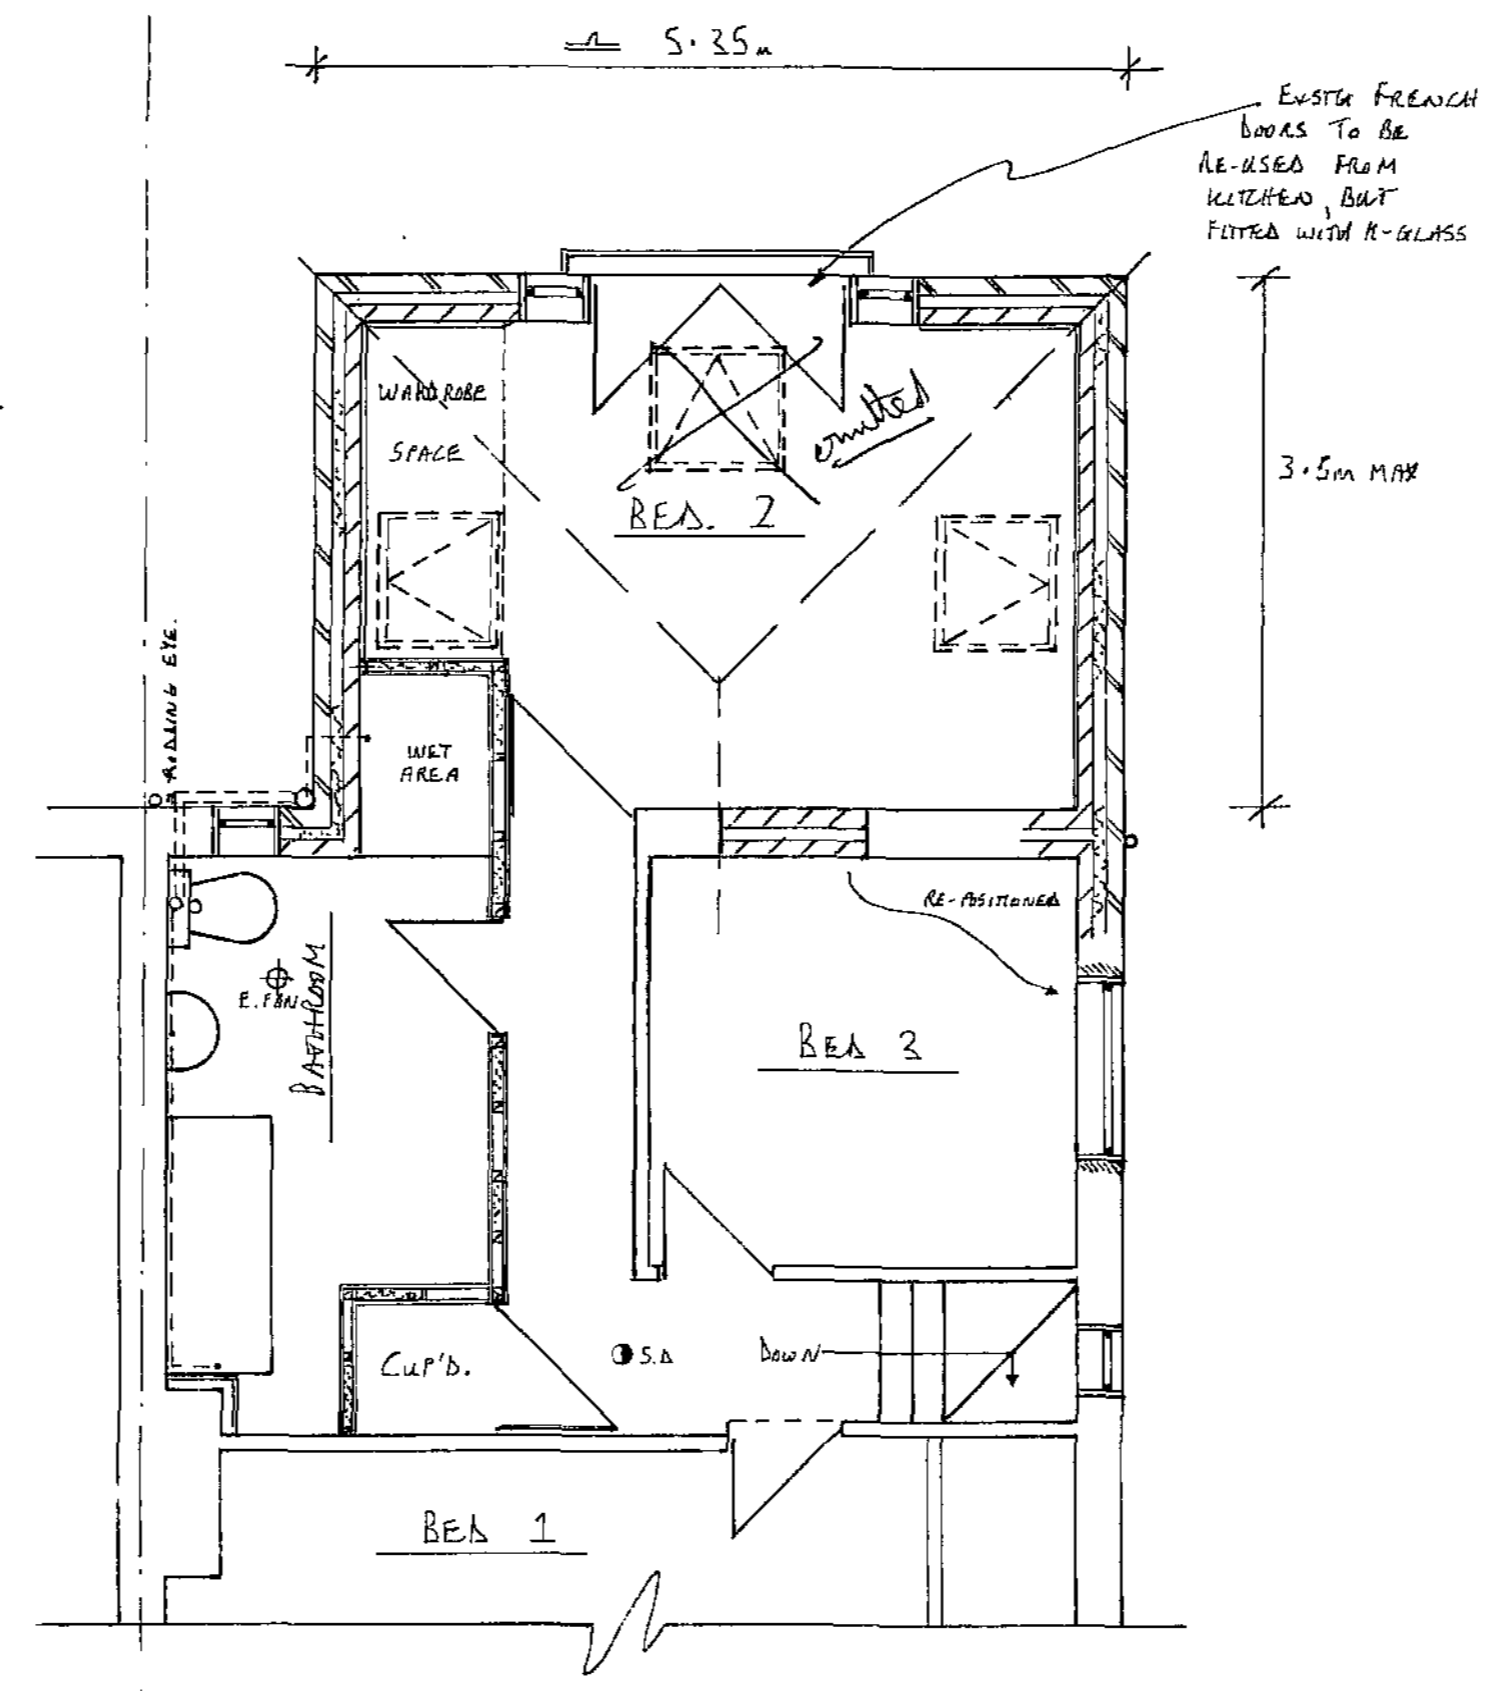 5.35m
EXSTG FRENCH
DOORS TO BE
RE-USED FROM
KITCHEN, BUT
FITTED WITH K-GLASS
WARDROBE
SPACE
omitted
BED. 2
3.5m MAX
RODDING EYE.
WET
AREA
RE-POSITIONED
E. FAN
BATHROOM
BED 3
CUP'D.
S.D
DOWN
BED 1